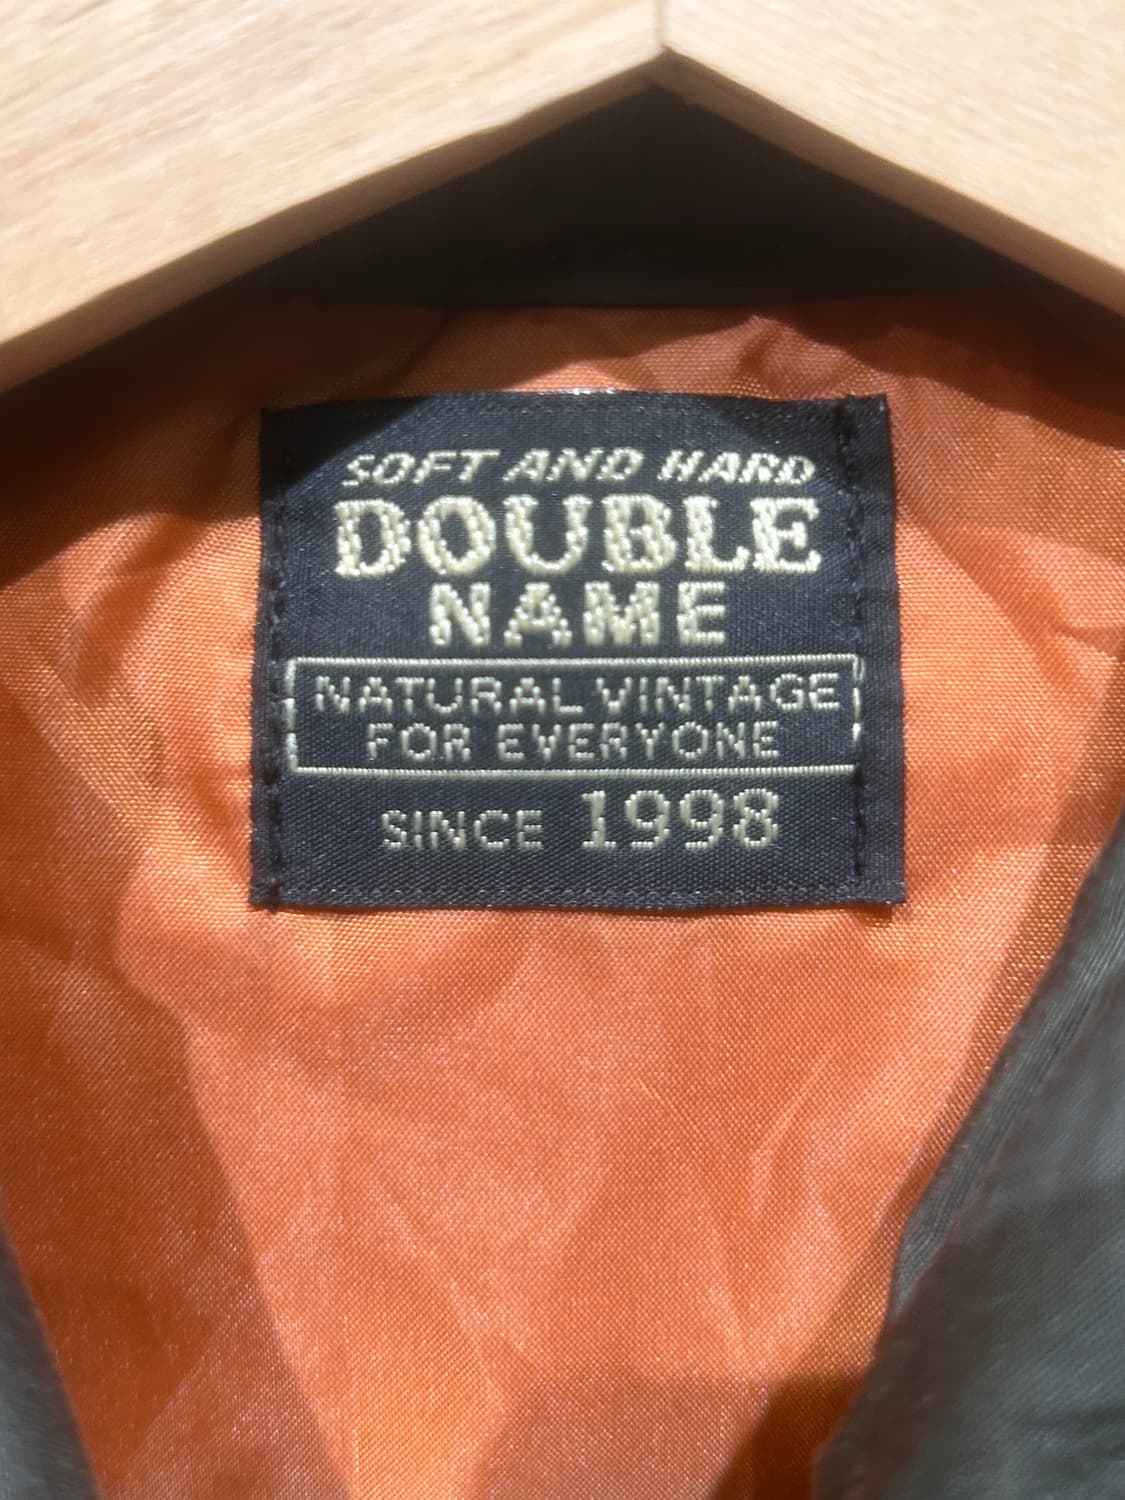 SOFT AND HARD
DOUBLE
NAME
NATURAL VINTAGE
FOR EVERYONE
SINCE 1998